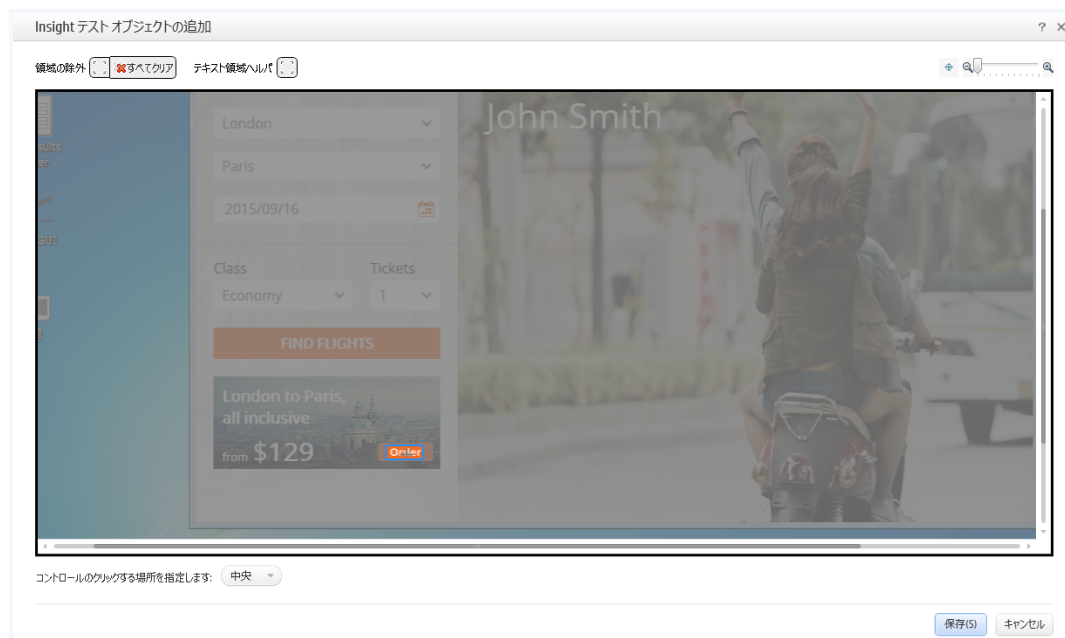 Insight テスト オブジェクトの追加
領域の除外 すべてクリア テキスト領域ヘルパ
John Smith
London
Paris
2015/09/16
Class Tickets
Economy 1
FIND FLIGHTS
London to Paris,
all inclusive
from $129 Order
コントロールのクリックする場所を指定します: 中央
保存(S) キャンセル